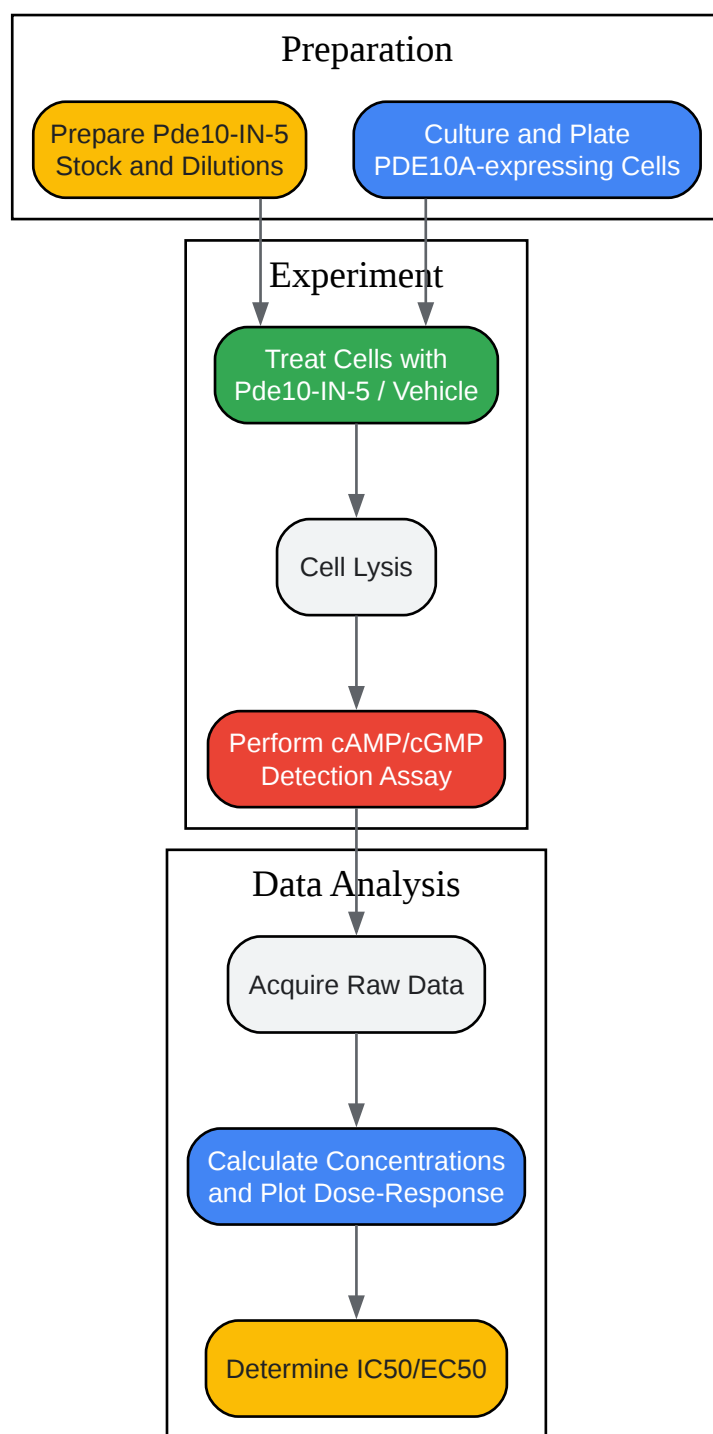 Preparation
Prepare Pde10-IN-5
Stock and Dilutions
Culture and Plate
PDE10A-expressing Cells
Experiment
Treat Cells with
Pde10-IN-5 / Vehicle
Cell Lysis
Perform cAMP/cGMP
Detection Assay
Data Analysis
Acquire Raw Data
Calculate Concentrations
and Plot Dose-Response
Determine IC50/EC50